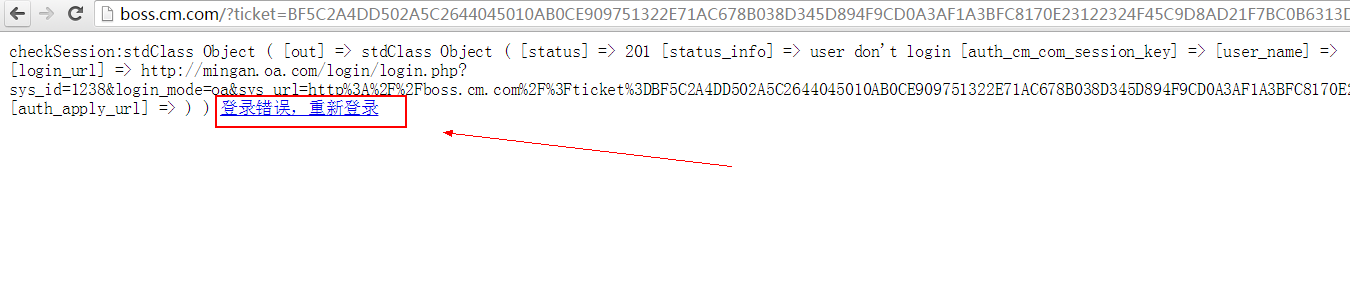 boss.cm.com/?ticket=BF5C2A4DD502A5C2644045010AB0CE909751322E71AC678B038D345D894F9CD0A3AF1A3BFC8170E23122324F45C9D8AD21F7BC0B6313D
checkSession:stdClass Object ( [out] => stdClass Object ( [status] => 201 [status_info] => user don't login [auth_cm_com_session_key] => [user_name] =>
[login_url] => http://mingan.oa.com/login/login.php?
sys_id=1238&login_mode=oa&sys_url=http%3A%2F%2Fboss.cm.com%2F%3Fticket%3DBF5C2A4DD502A5C2644045010AB0CE909751322E71AC678B038D345D894F9CD0A3AF1A3BFC8170E2
[auth_apply_url] => ) ) 登录错误，重新登录